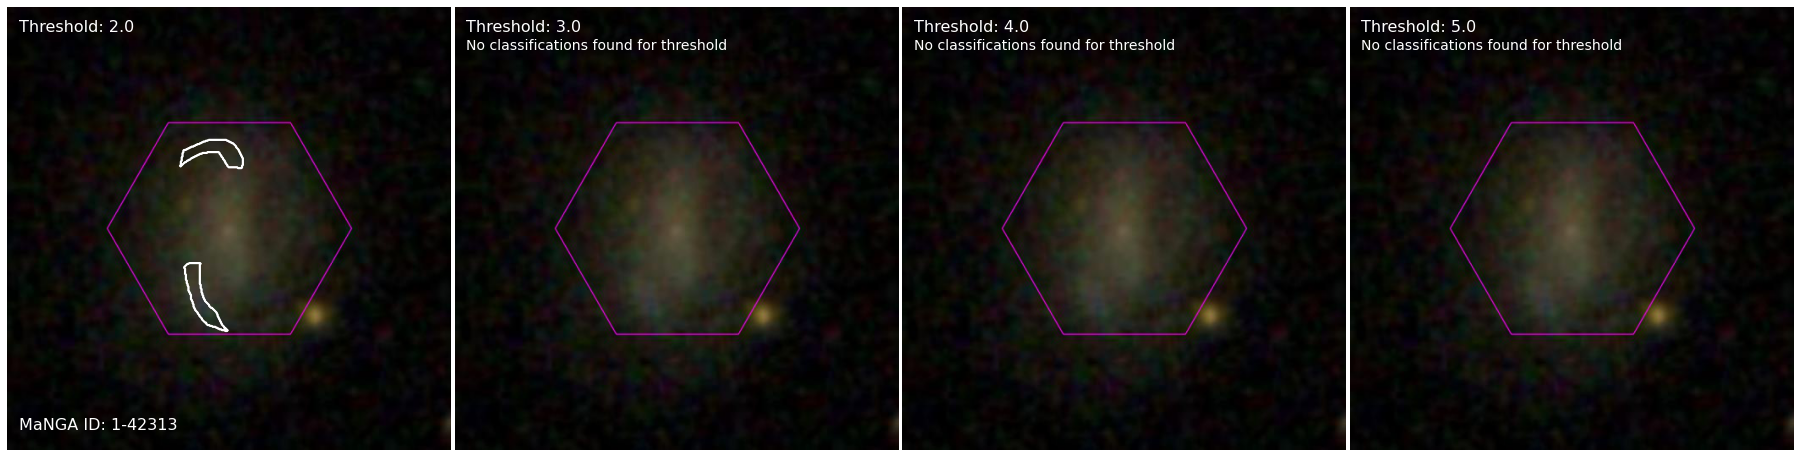 Threshold: 2.0
MaNGA ID: 1-42313
Threshold: 3.0
No classifications found for threshold
Threshold: 4.0
No classifications found for threshold
Threshold: 5.0
No classifications found for threshold